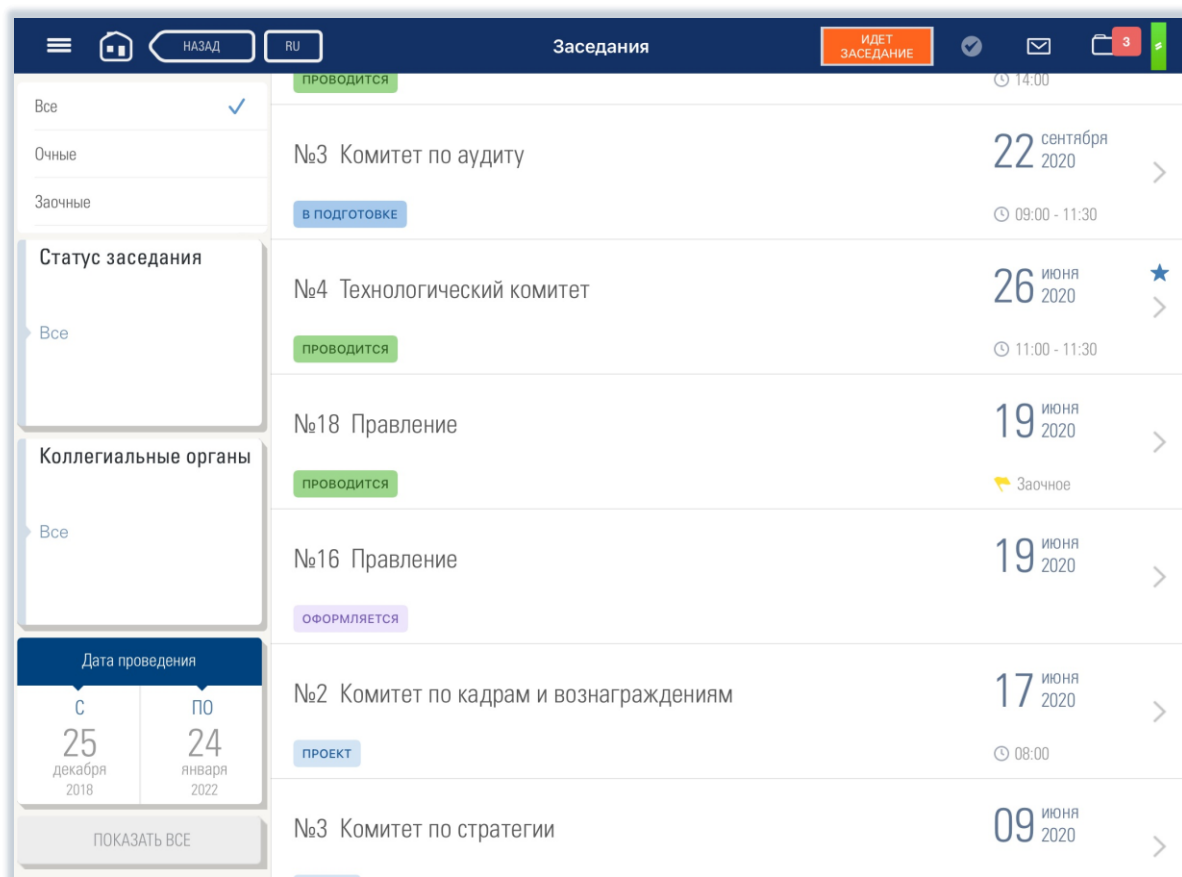 НАЗАД
RU
Заседания
ИДЕТ
ЗАСЕДАНИЕ
3
Все
Очные
Заочные
Статус заседания
Все
Коллегиальные органы
Все
Дата проведения
С
ПО
25
24
декабря
января
2018
2022
ПОКАЗАТЬ ВСЕ
ПРОВОДИТСЯ
14:00
№3 Комитет по аудиту
22 сентября
2020
В ПОДГОТОВКЕ
09:00 - 11:30
№4 Технологический комитет
26 июня
2020
ПРОВОДИТСЯ
11:00 - 11:30
№18 Правление
19 июня
2020
ПРОВОДИТСЯ
Заочное
№16 Правление
19 июня
2020
ОФОРМЛЯЕТСЯ
№2 Комитет по кадрам и вознаграждениям
17 июня
2020
ПРОЕКТ
08:00
№3 Комитет по стратегии
09 июня
2020